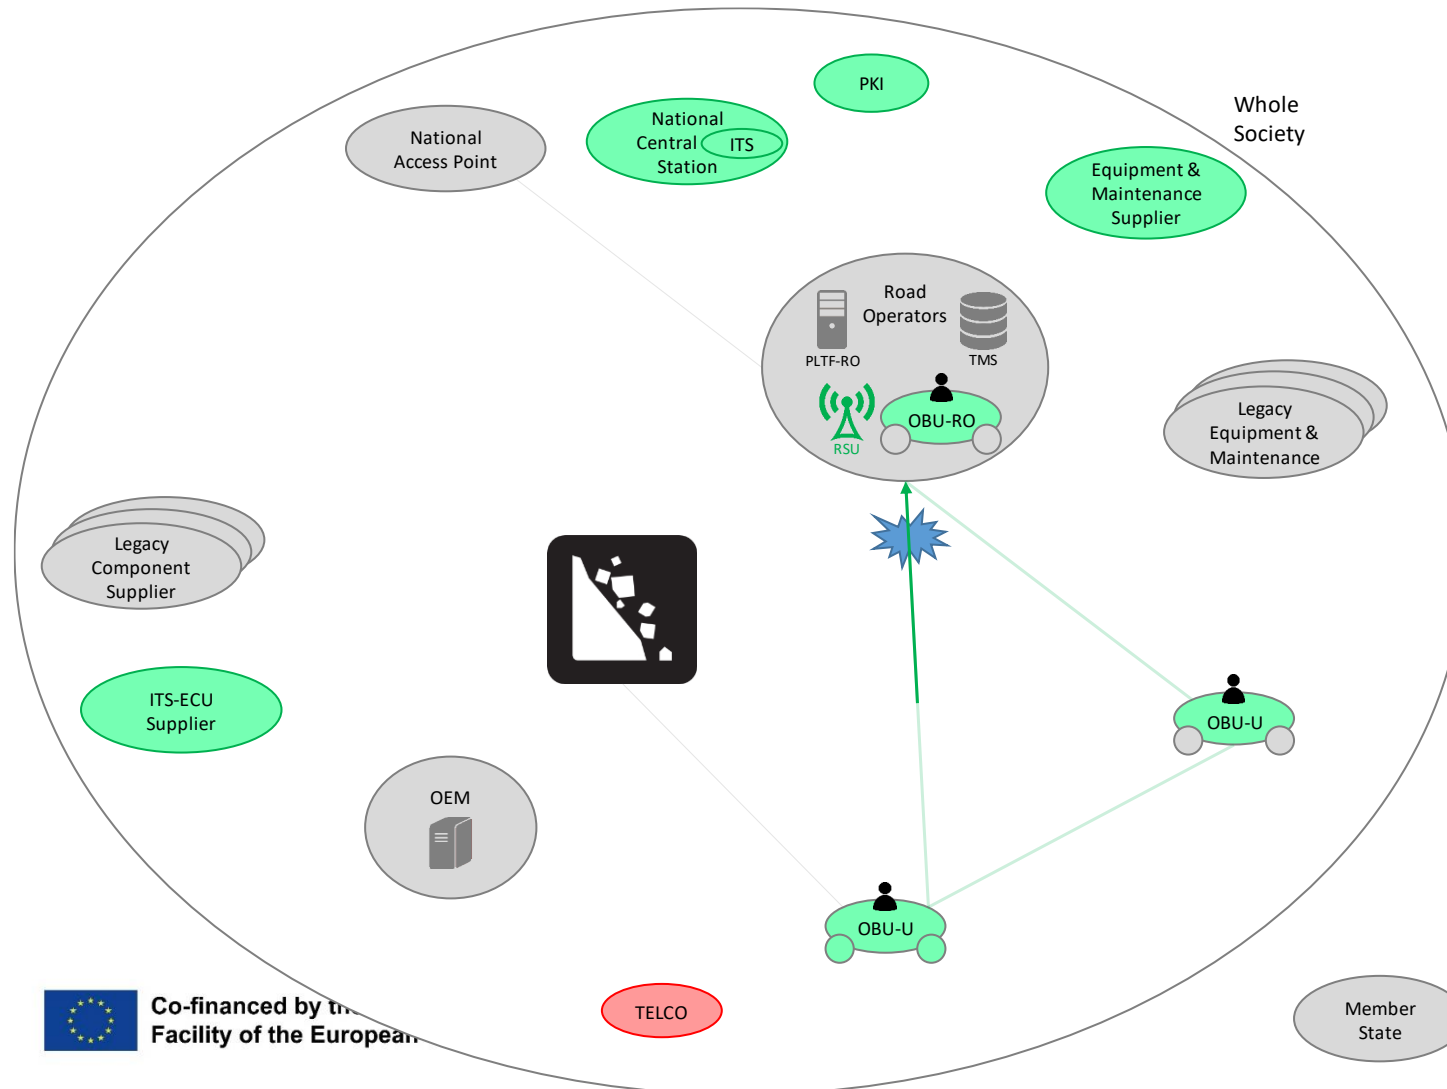 PKI
National
Central
Station
ITS
National
Access Point
Whole
Society
Equipment &
Maintenance
Supplier
Road
Operators
PLTF-RO
TMS
RSU
OBU-RO
Legacy
Equipment &
Maintenance
Legacy
Component
Supplier
ITS-ECU
Supplier
OBU-U
OEM
OBU-U
TELCO
Co-financed by the
Facility of the European
Member
State